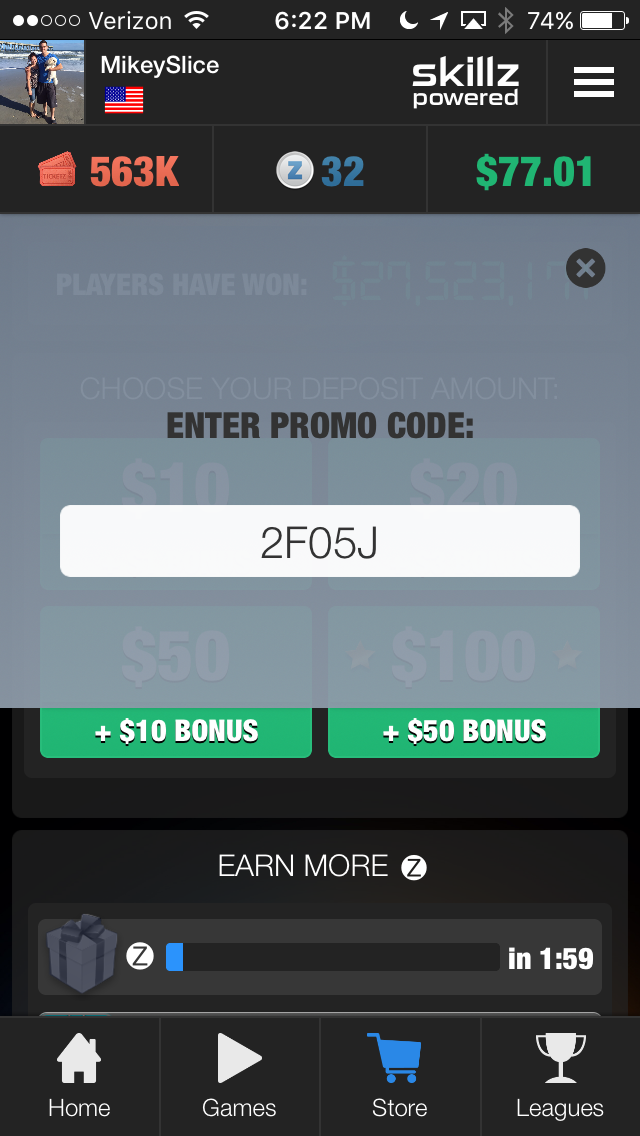 Verizon 6:22 PM 74%
MikeySlice
skillz
powered
563K Z 32 $77.01
PLAYERS HAVE WON:
CHOOSE YOUR DEPOSIT AMOUNT:
ENTER PROMO CODE:
$10 $20
2F05J
$50 $100
+ $10 BONUS + $50 BONUS
EARN MORE Z
Z in 1:59
Home Games Store Leagues